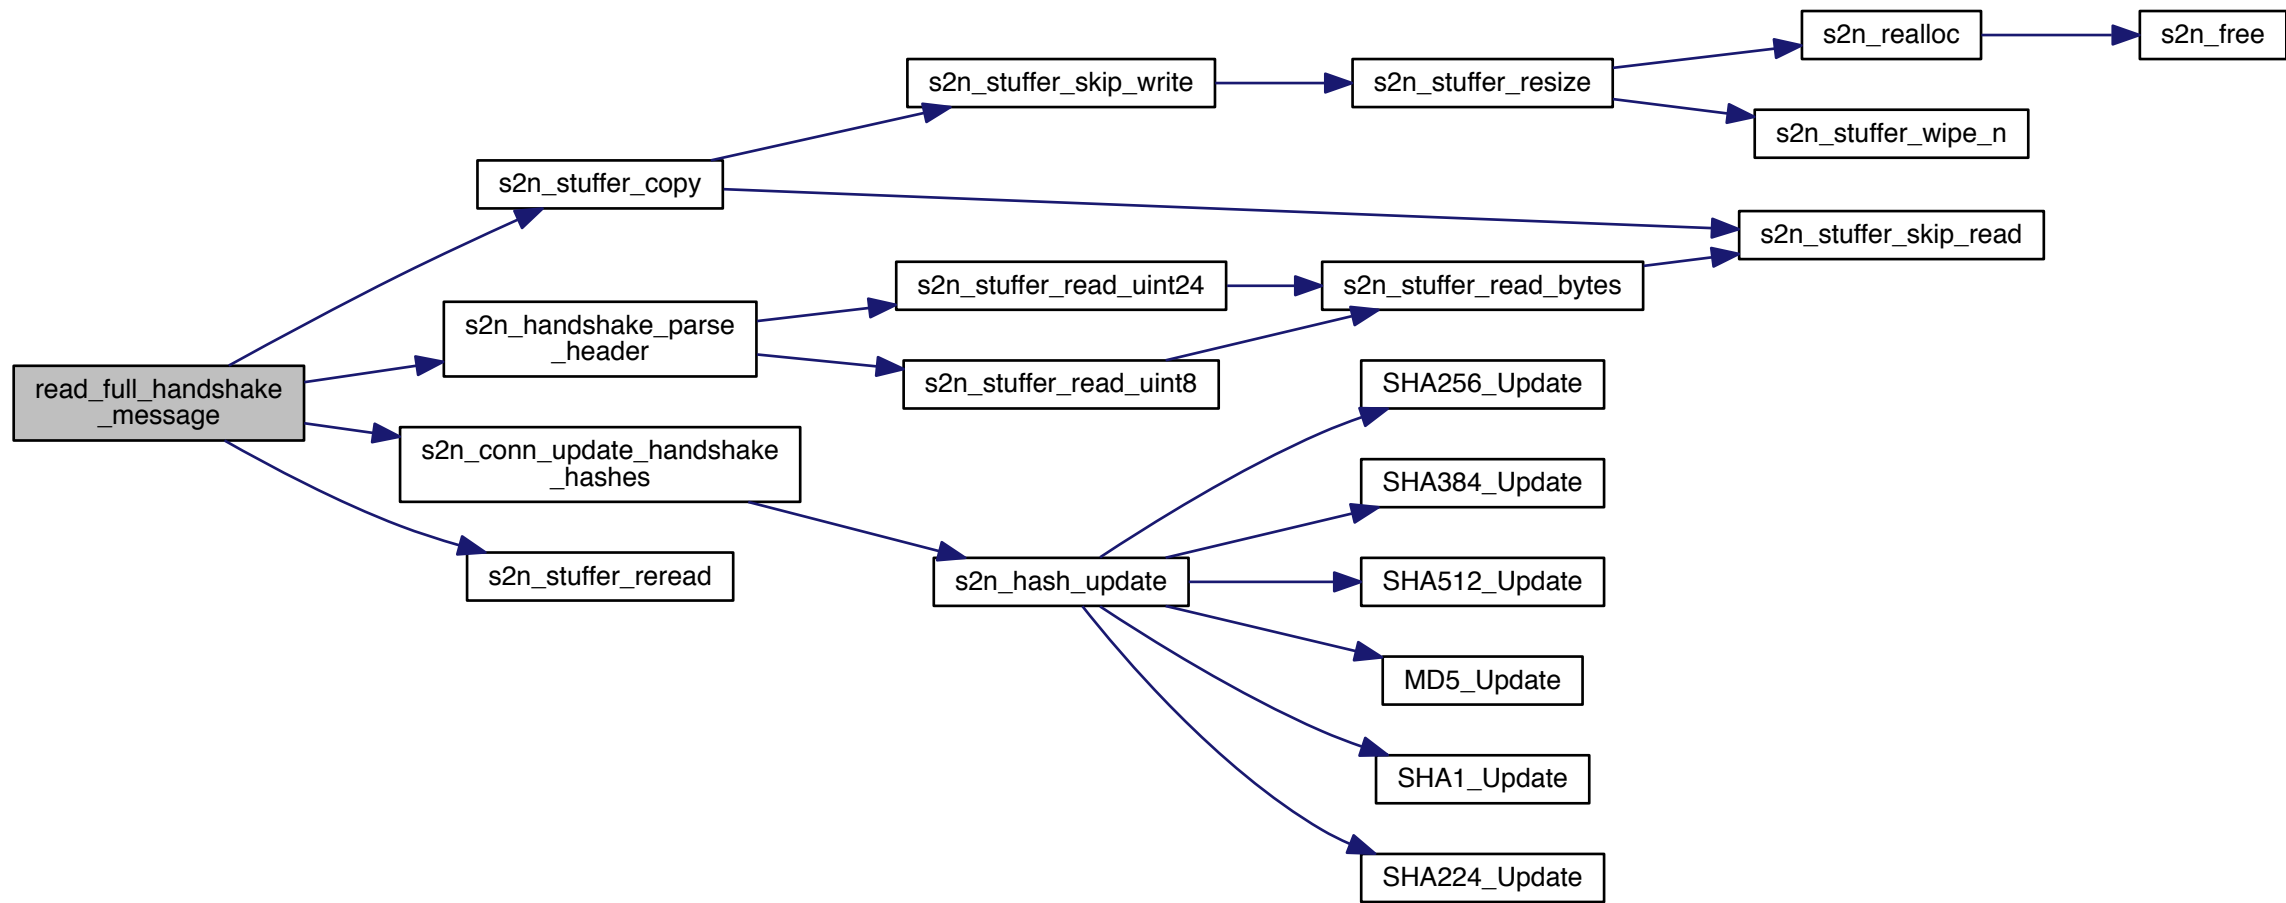 s2n_realloc
s2n_free
s2n_stuffer_skip_write
s2n_stuffer_resize
s2n_stuffer_wipe_n
s2n_stuffer_copy
s2n_stuffer_skip_read
s2n_stuffer_read_uint24
s2n_stuffer_read_bytes
s2n_handshake_parse
_header
s2n_stuffer_read_uint8
SHA256_Update
read_full_handshake
_message
s2n_conn_update_handshake
_hashes
SHA384_Update
s2n_stuffer_reread
s2n_hash_update
SHA512_Update
MD5_Update
SHA1_Update
SHA224_Update